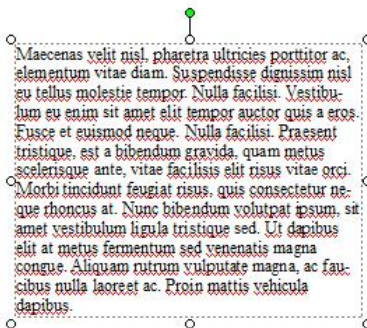 Maecenas velit nisl, pharetra ultricies porttitor ac,
elementum vitae diam. Suspendisse dignissim nisl
eu tellus molestie tempor. Nulla facilisi. Vestibu-
lum eu enim sit amet elit tempor auctor quis a eros.
Fusce et euismod neque. Nulla facilisi. Praesent
tristique, est a bibendum gravida, quam metus
scelerisque ante, vitae facilisis elit risus vitae orci.
Morbi tincidunt feugiat risus, quis consectetur ne-
que rhoncus at. Nunc bibendum volutpat ipsum, sit
amet vestibulum ligula tristique sed. Ut dapibus
elit at metus fermentum sed venenatis magna
congue. Aliquam rutrum vulputate magna, ac fau-
cibus nulla laoreet ac. Proin mattis vehicula
dapibus.